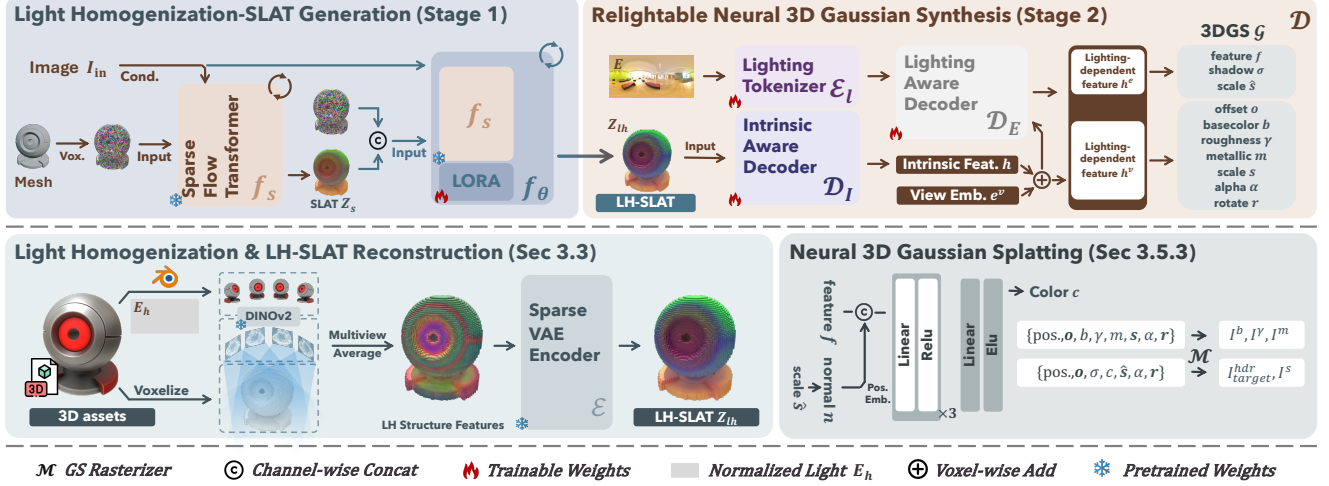 Light Homogenization-SLAT Generation (Stage 1)
Image I_in
Cond.
Mesh
Vox.
Input
Sparse
Flow
Transformer
f_s
SLAT Z_s
C
Input
f_s
LORA
f_θ
Relightable Neural 3D Gaussian Synthesis (Stage 2)
D
E
Lighting
Tokenizer ε_l
Z_lh
LH-SLAT
Input
Intrinsic
Aware
Decoder
D_I
Lighting
Aware
Decoder
D_E
Intrinsic Feat. h
View Emb. e^v
Lighting-
dependent
feature h^e
Lighting-
dependent
feature h^v
3DGS G
feature f
shadow σ
scale ŝ
offset o
basecolor b
roughness γ
metallic m
scale s
alpha α
rotate r
Light Homogenization & LH-SLAT Reconstruction (Sec 3.3)
3D
3D assets
E_h
Voxelize
DINOv2
Multiview
Average
LH Structure Features
Sparse
VAE
Encoder
ε
LH-SLAT Z_lh
Neural 3D Gaussian Splatting (Sec 3.5.3)
scale ŝ
feature f
normal n
C
Pos.
Emb.
Linear
Relu
×3
Linear
Elu
Color c
{pos.,o, b, γ, m, s, α, r}
I^b, I^γ, I^m
M
{pos.,o, σ, c, ŝ, α, r}
I^hdr_target, I^s
M GS Rasterizer
C Channel-wise Concat
Trainable Weights
Normalized Light E_h
Voxel-wise Add
Pretrained Weights